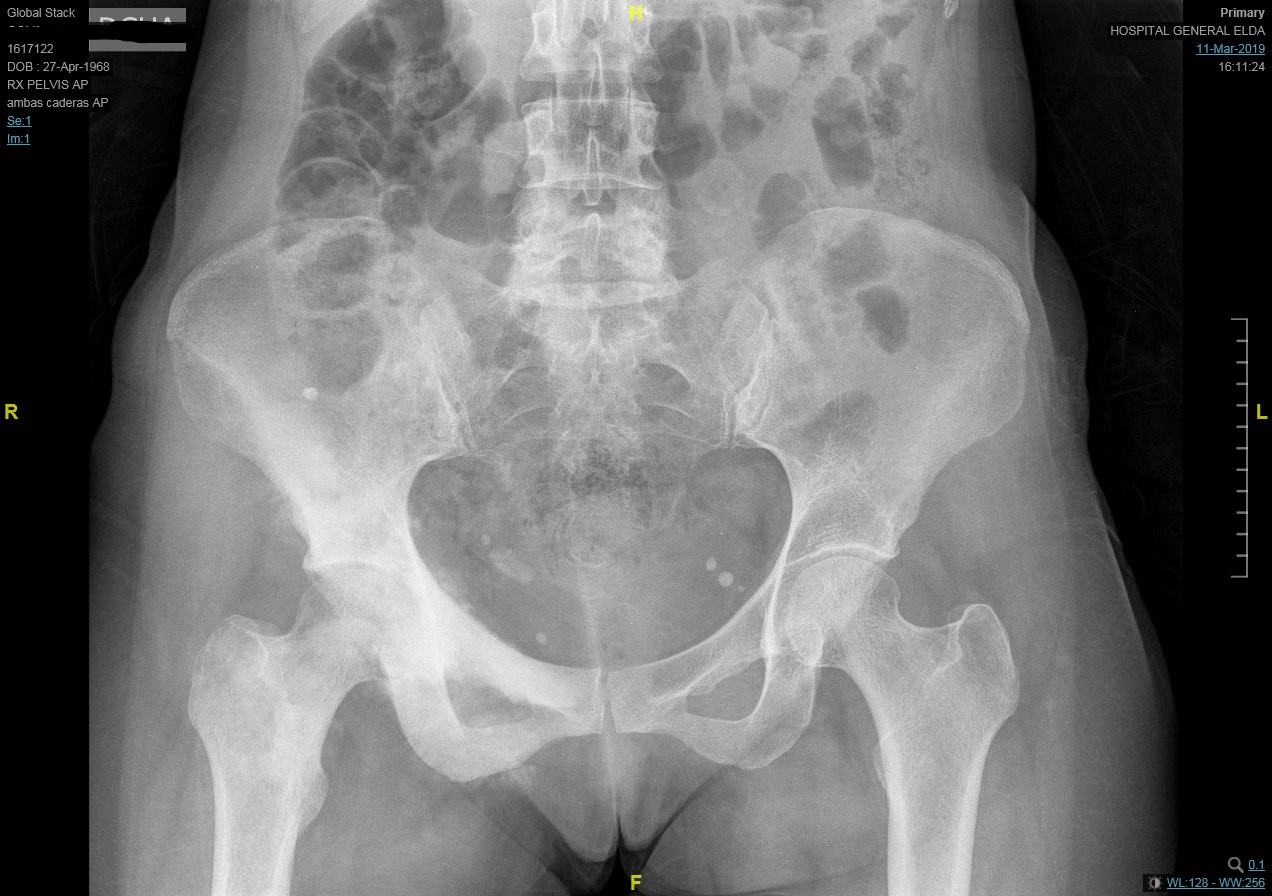 Global Stack
1617122
DOB : 27-Apr-1968
RX PELVIS AP
ambas caderas AP
Se:1
Im:1
H
Primary
HOSPITAL GENERAL ELDA
11-Mar-2019
16:11:24
R
L
F
0.1
WL:128 - WW:256